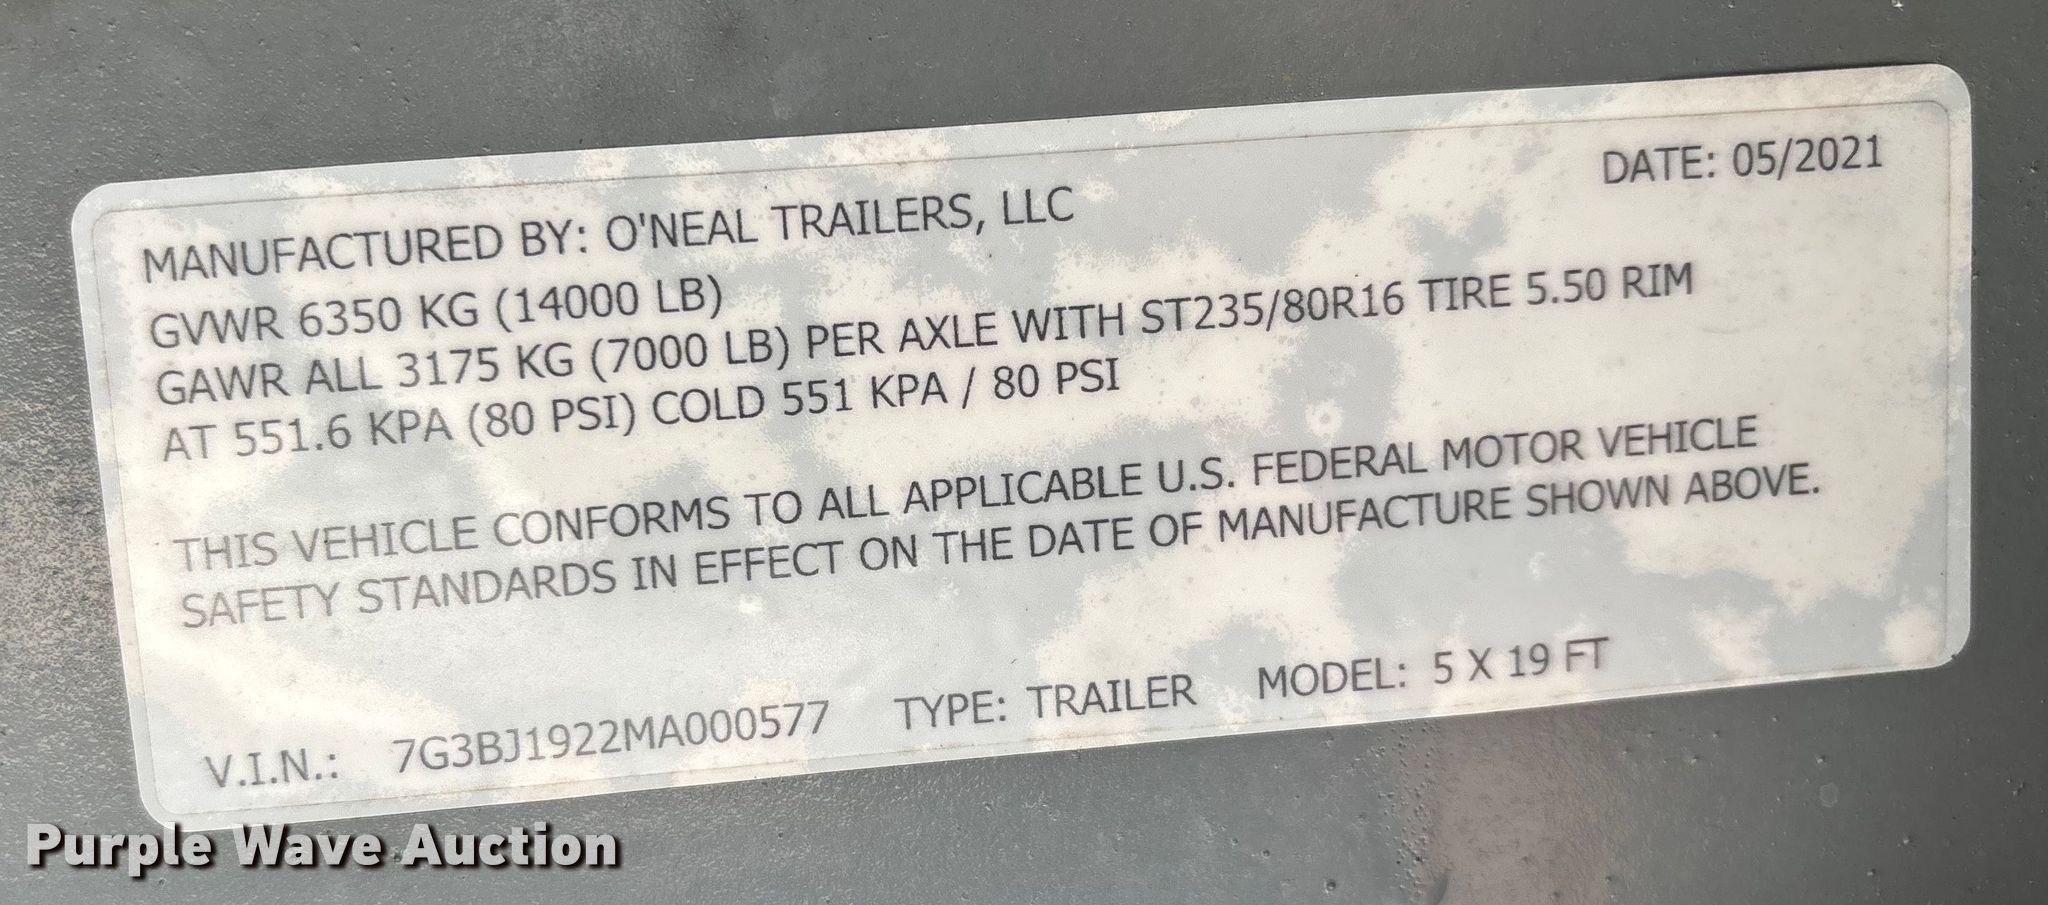 DATE: 05/2021
MANUFACTURED BY: O'NEAL TRAILERS, LLC
GVWR 6350 KG (14000 LB)
GAWR ALL 3175 KG (7000 LB) PER AXLE WITH ST235/80R16 TIRE 5.50 RIM
AT 551.6 KPA (80 PSI) COLD 551 KPA / 80 PSI
THIS VEHICLE CONFORMS TO ALL APPLICABLE U.S. FEDERAL MOTOR VEHICLE
SAFETY STANDARDS IN EFFECT ON THE DATE OF MANUFACTURE SHOWN ABOVE.
V.I.N.: 7G3BJ1922MA000577 TYPE: TRAILER MODEL: 5 X 19 FT
Purple Wave Auction